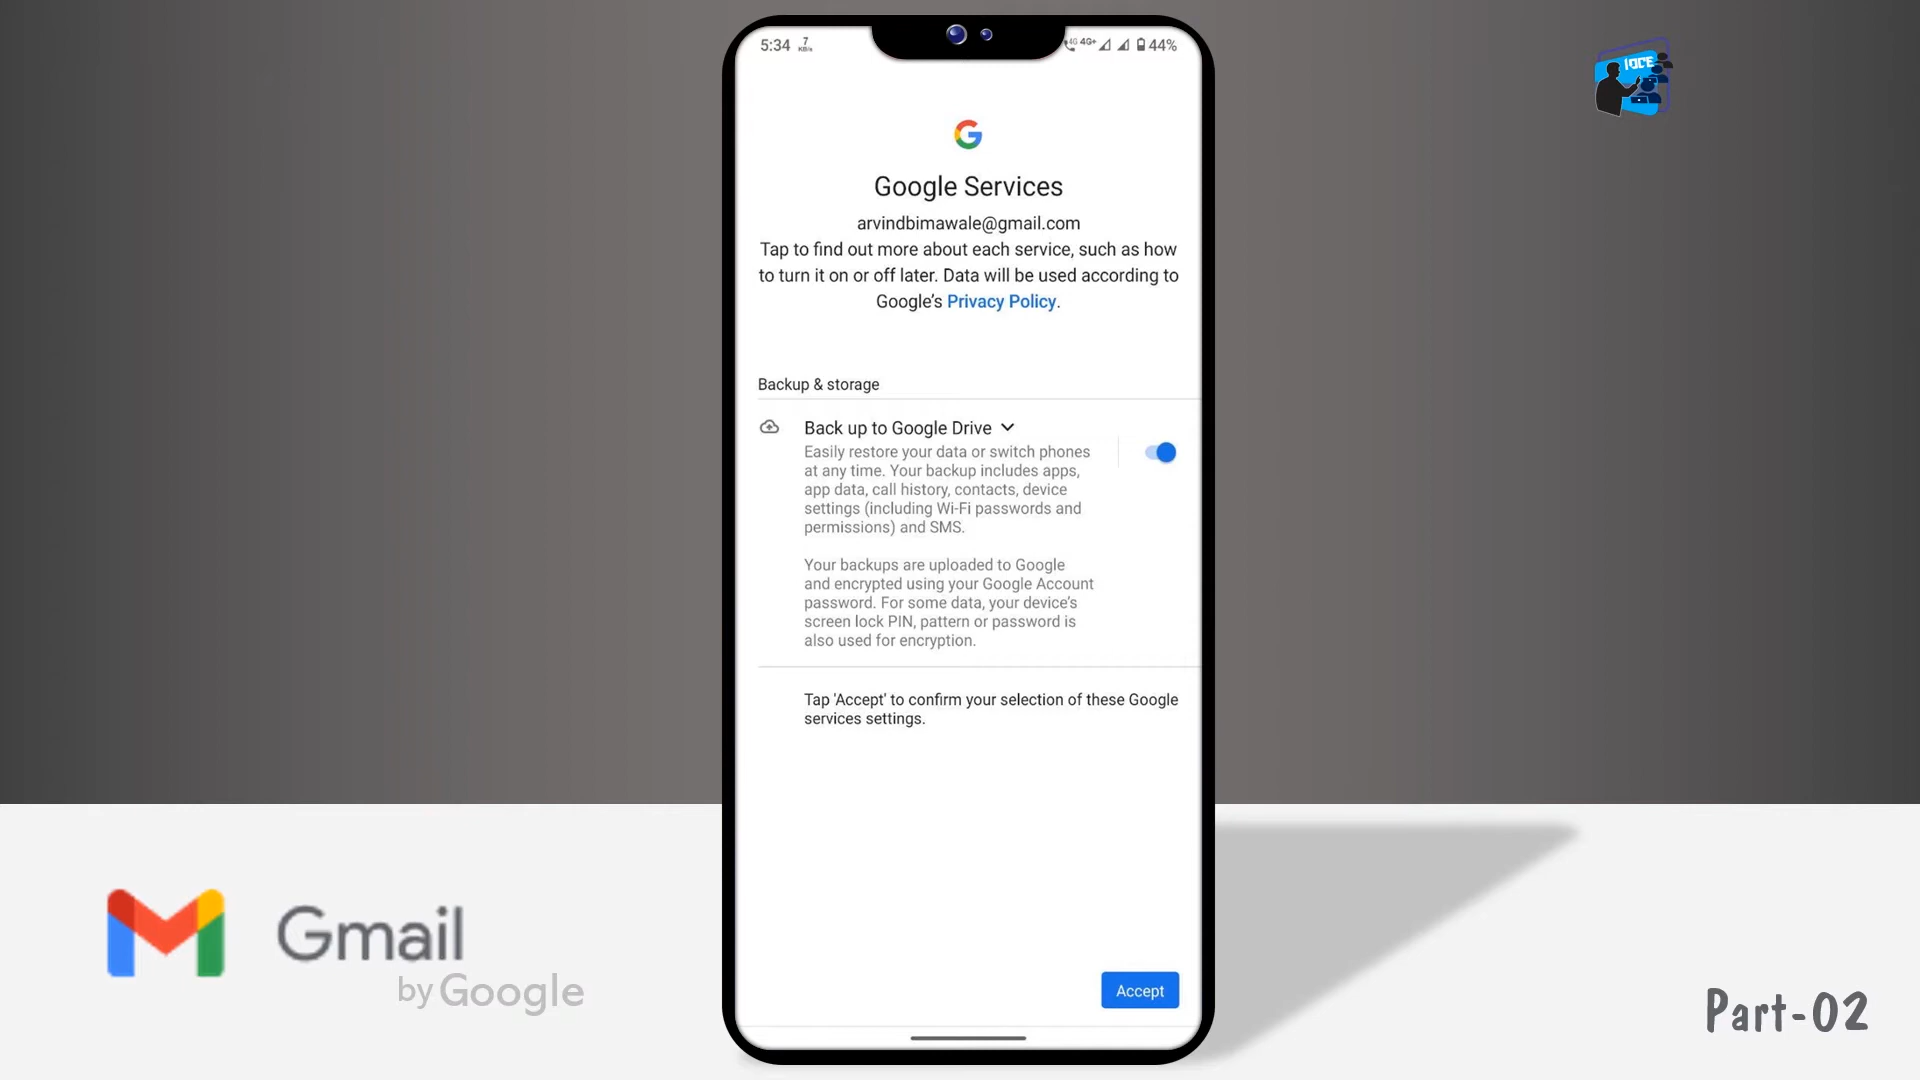 5:34 7 KB/s 4G 4G+ 44%
IQCE
Google Services
arvindbimawale@gmail.com
Tap to find out more about each service, such as how
to turn it on or off later. Data will be used according to
Google's Privacy Policy.
Backup & storage
Back up to Google Drive
Easily restore your data or switch phones
at any time. Your backup includes apps,
app data, call history, contacts, device
settings (including Wi-Fi passwords and
permissions) and SMS.
Your backups are uploaded to Google
and encrypted using your Google Account
password. For some data, your device's
screen lock PIN, pattern or password is
also used for encryption.
Tap 'Accept' to confirm your selection of these Google
services settings.
Accept
Gmail
by Google
Part-02